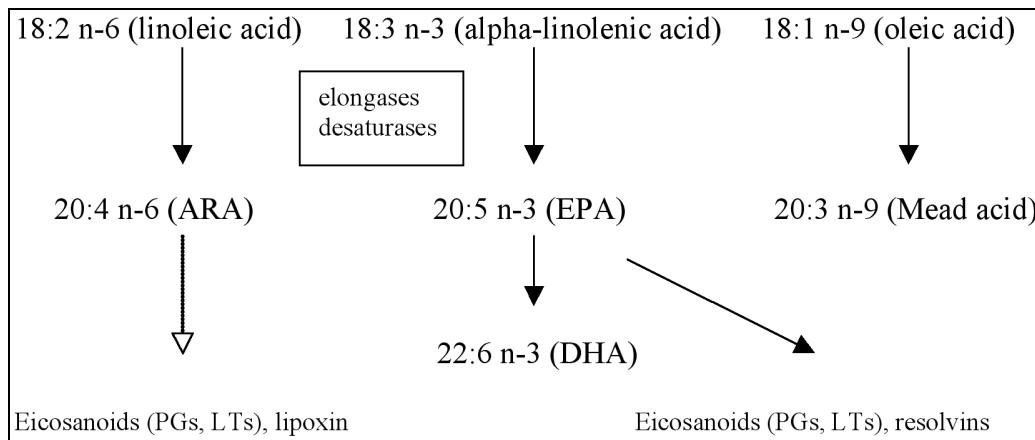 18:2 n-6 (linoleic acid)
18:3 n-3 (alpha-linolenic acid)
18:1 n-9 (oleic acid)
elongases
desaturases
20:4 n-6 (ARA)
20:5 n-3 (EPA)
20:3 n-9 (Mead acid)
22:6 n-3 (DHA)
Eicosanoids (PGs, LTs), lipoxin
Eicosanoids (PGs, LTs), resolvins